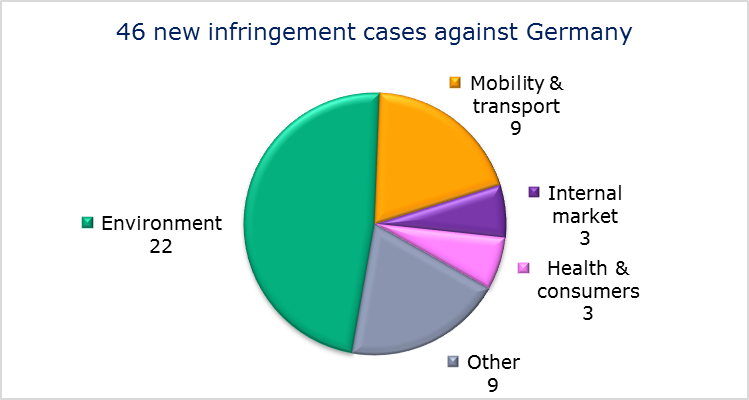 46 new infringement cases against Germany
Mobility &
transport
9
Internal
market
3
Health &
consumers
3
Other
9
Environment
22